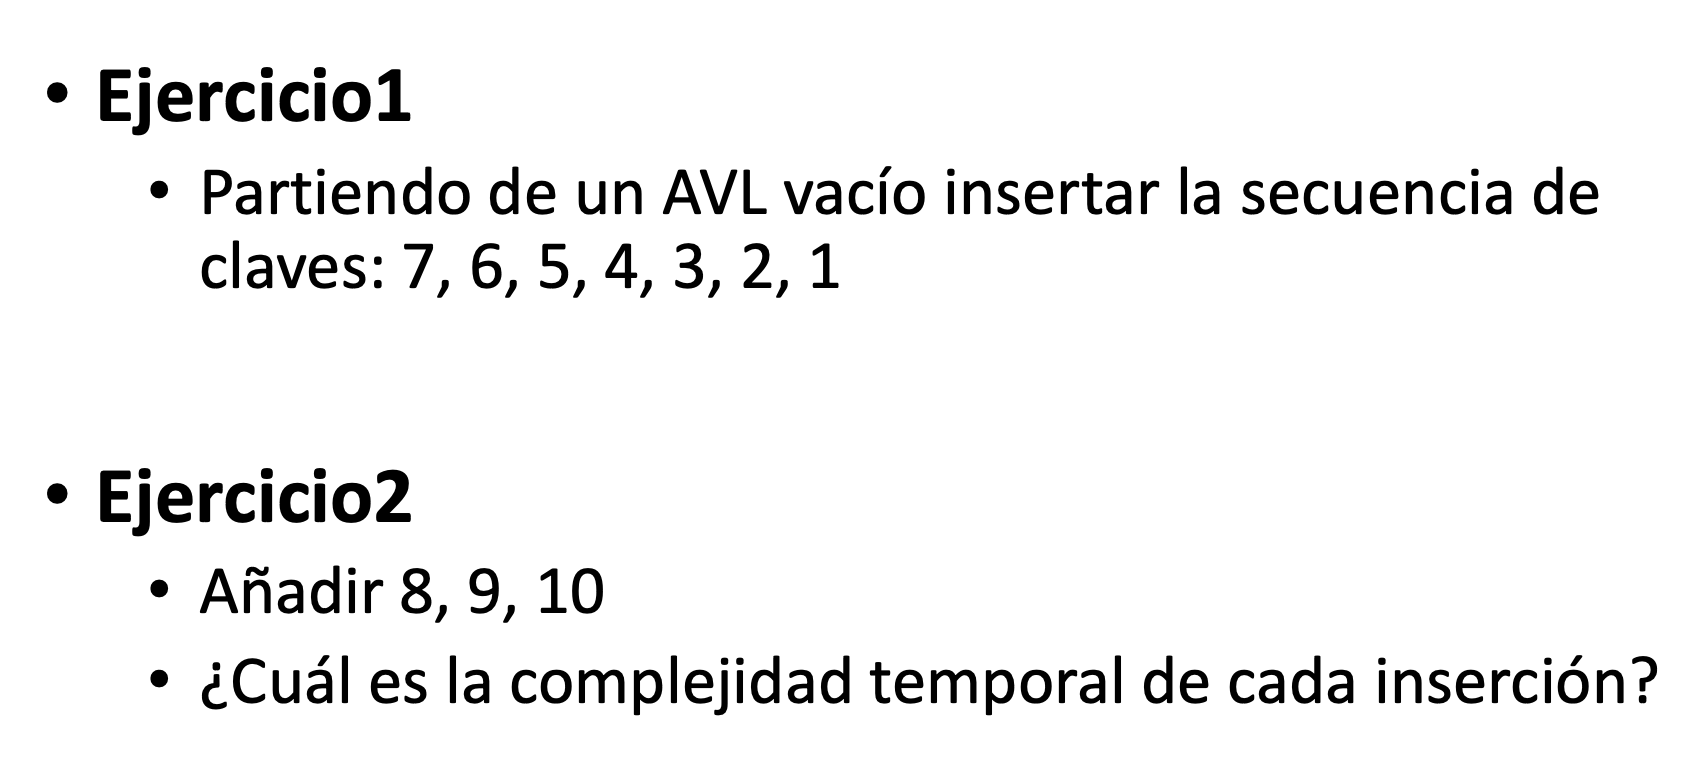 • Ejercicio1
• Partiendo de un AVL vacío insertar la secuencia de
claves: 7, 6, 5, 4, 3, 2, 1
• Ejercicio2
• Añadir 8, 9, 10
• ¿Cuál es la complejidad temporal de cada inserción?